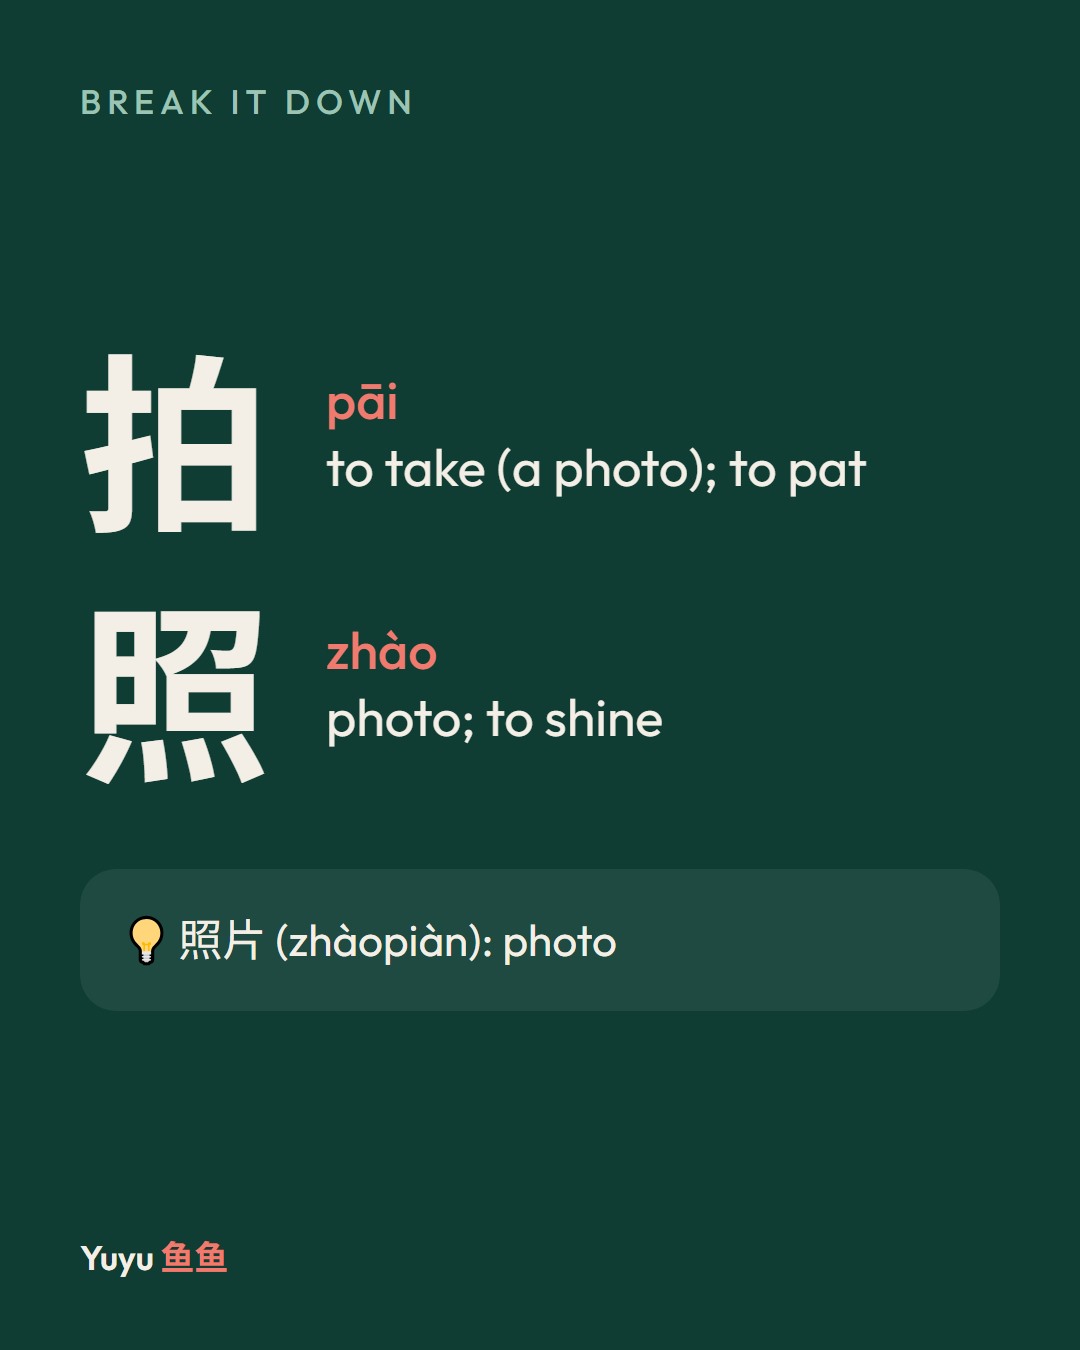 BREAK IT DOWN
拍
pāi
to take (a photo); to pat
照
zhào
photo; to shine
💡 照片 (zhàopiàn): photo
Yuyu 鱼鱼